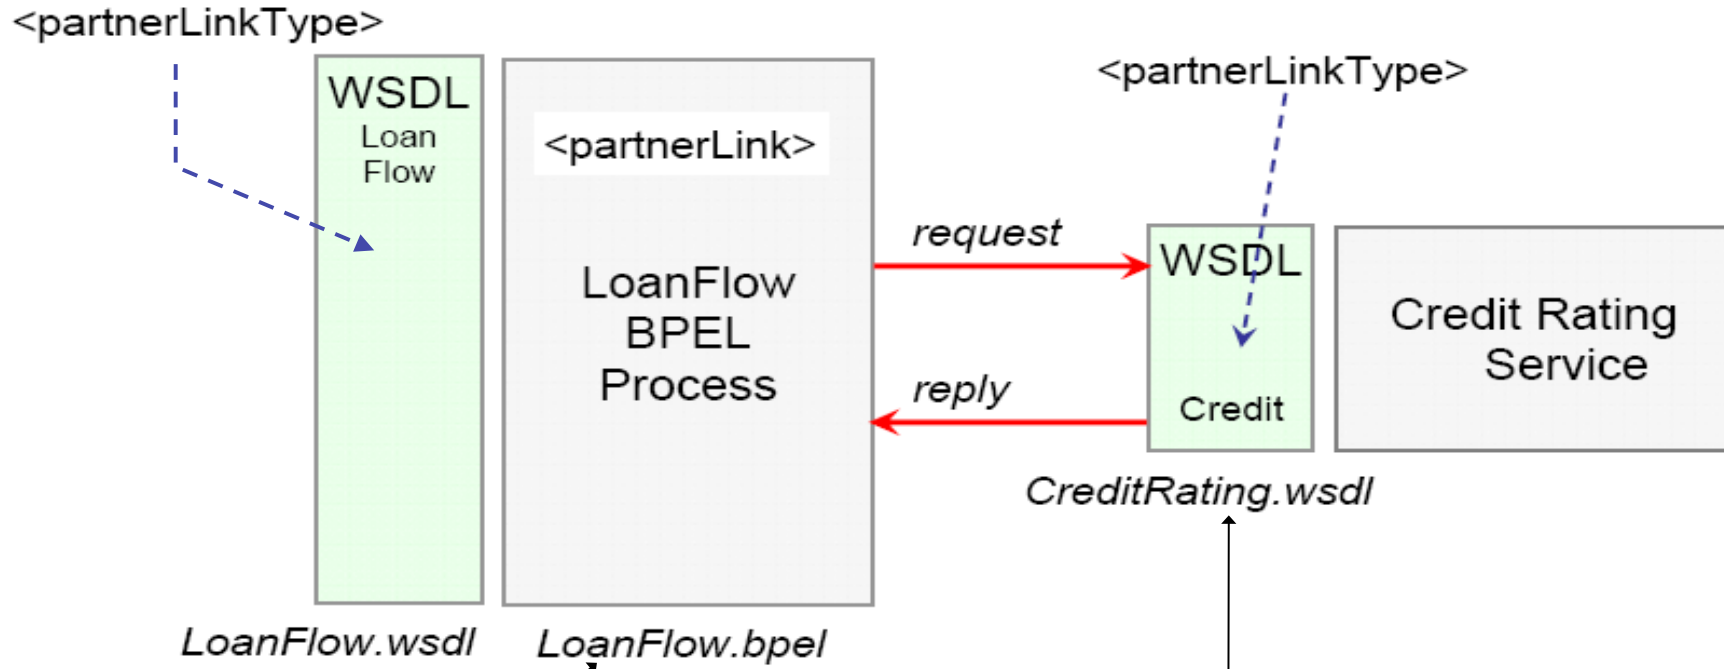 <partnerLinkType>
WSDL
Loan
Flow
<partnerLink>
LoanFlow
BPEL
Process
<partnerLinkType>
request
reply
WSDL
Credit
Credit Rating
Service
CreditRating.wsdl
LoanFlow.wsdl
LoanFlow.bpel